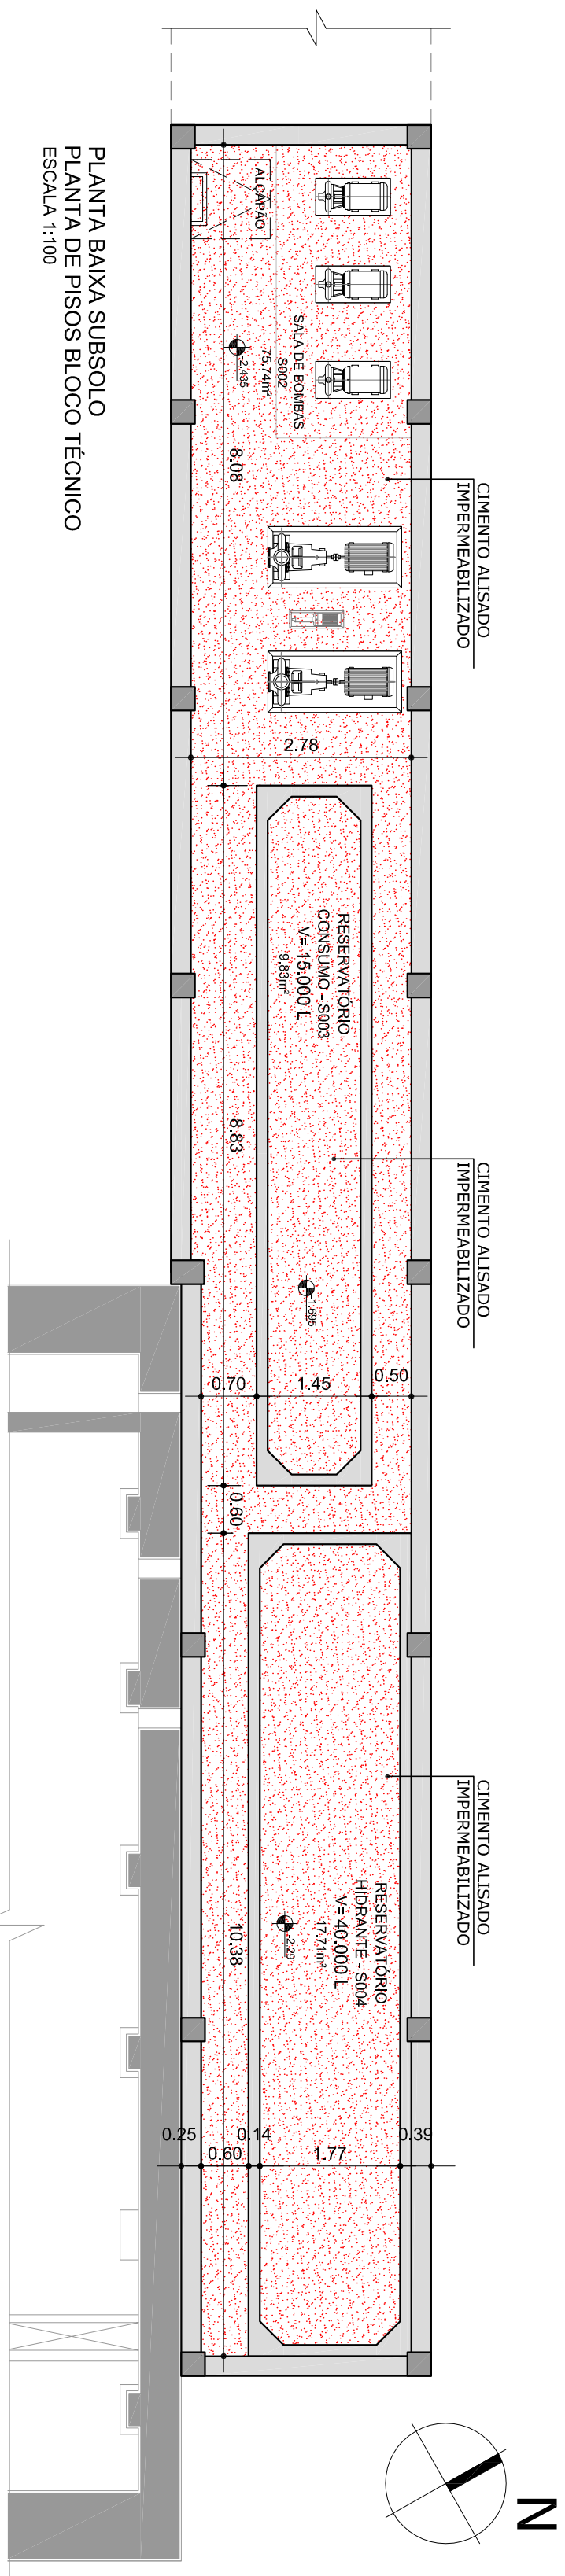 ALÇAPÃO
SALA DE BOMBAS
S002
75.74m²
-2.485
8.08
CIMENTO ALISADO
IMPERMEABILIZADO
2.78
RESERVATÓRIO
CONSUMO - S003
V= 15.000 L
9.83m²
8.83
CIMENTO ALISADO
IMPERMEABILIZADO
-1.695
0.70
1.45
0.50
0.60
CIMENTO ALISADO
IMPERMEABILIZADO
RESERVATÓRIO
HIDRANTE - S004
V= 40.000 L
17.71m²
-2.29
10.38
0.25
0.60
0.14
1.77
0.39
N
PLANTA BAIXA SUBSOLO
PLANTA DE PISOS BLOCO TÉCNICO
ESCALA 1:100